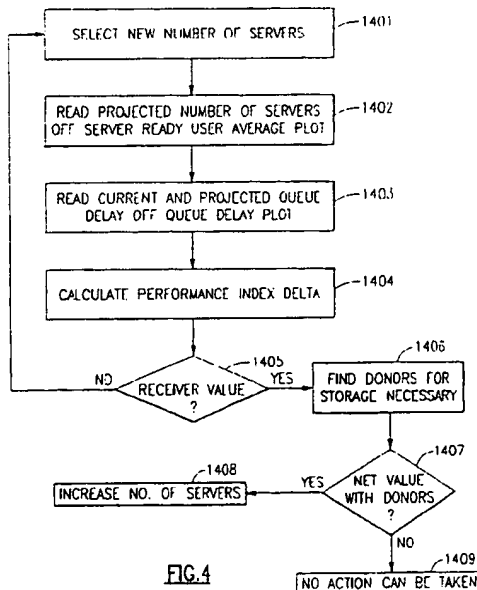 SELECT NEW NUMBER OF SERVERS
1401
READ PROJECTED NUMBER OF SERVERS
OFF SERVER READY USER AVERAGE PLOT
1402
READ CURRENT AND PROJECTED QUEUE
DELAY OFF QUEUE DELAY PLOT
1403
CALCULATE PERFORMANCE INDEX DELTA
1404
RECEIVER VALUE
?
1405
NO
YES
FIND DONORS FOR
STORAGE NECESSARY
1406
NET VALUE
WITH DONORS
?
1407
YES
INCREASE NO. OF SERVERS
1408
NO
NO ACTION CAN BE TAKEN
1409
FIG.4